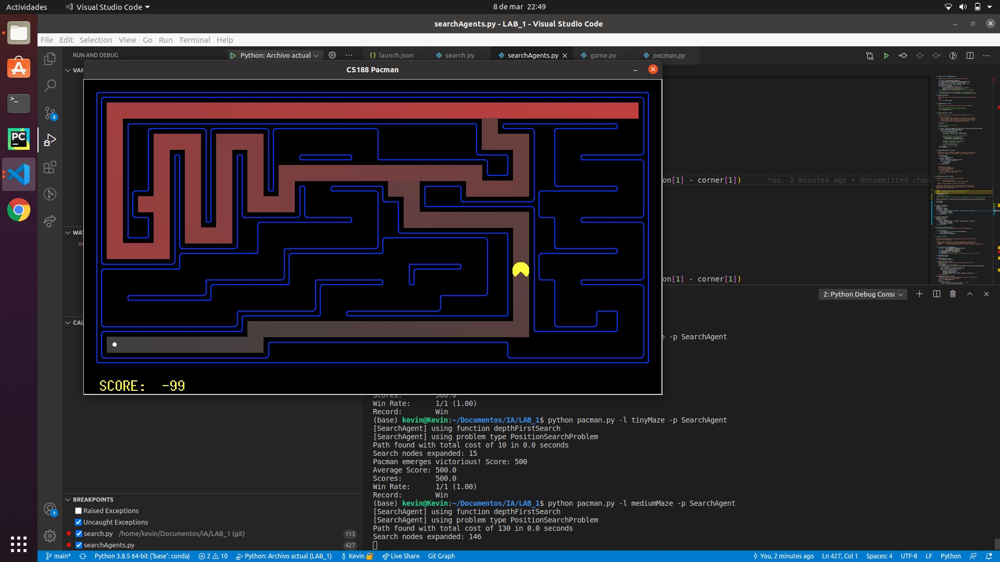 Actividades
Visual Studio Code
8 de mar 22:49
searchAgents.py - LAB_1 - Visual Studio Code
File Edit Selection View Go Run Terminal Help
RUN AND DEBUG
Python: Archivo actual
launch.json
search.py
searchAgents.py
game.py
pacman.py
VAR
CS188 Pacman
on[1] - corner[1]) You, 2 minutes ago • Uncommitted chan
WAT
se
on[1] - corner[1])
2: Python Debug Consc
CAL
e -p SearchAgent
SCORE: -99
Scores: 500.0
Win Rate: 1/1 (1.00)
Record: Win
(base) kevin@Kevin:~/Documentos/IA/LAB_1$ python pacman.py -l tinyMaze -p SearchAgent
[SearchAgent] using function depthFirstSearch
[SearchAgent] using problem type PositionSearchProblem
Path found with total cost of 10 in 0.0 seconds
Search nodes expanded: 15
Pacman emerges victorious! Score: 500
Average Score: 500.0
Scores: 500.0
Win Rate: 1/1 (1.00)
Record: Win
(base) kevin@Kevin:~/Documentos/IA/LAB_1$ python pacman.py -l mediumMaze -p SearchAgent
[SearchAgent] using function depthFirstSearch
[SearchAgent] using problem type PositionSearchProblem
Path found with total cost of 130 in 0.0 seconds
Search nodes expanded: 146
BREAKPOINTS
Raised Exceptions
Uncaught Exceptions
search.py /home/kevin/Documentos/IA/LAB_1 (git) 113
searchAgents.py 427
main* Python 3.8.5 64-bit ('base': conda) 2 10 Python: Archivo actual (LAB_1) Kevin Live Share Git Graph You, 2 minutes ago Ln 427, Col 1 Spaces: 4 UTF-8 LF Python